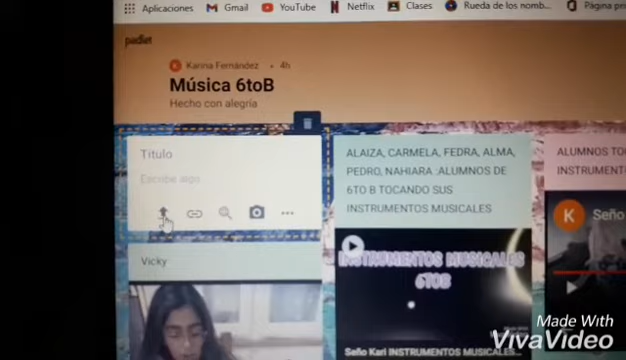 Aplicaciones
Gmail
YouTube
Netflix
Clases
Rueda de los nomb...
Página pr
padlet
Karina Fernández • 4h
Música 6toB
Hecho con alegría
Título
Escribe algo
Vicky
ALAIZA, CARMELA, FEDRA, ALMA,
PEDRO, NAHIARA :ALUMNOS DE
6TO B TOCANDO SUS
INSTRUMENTOS MUSICALES
INSTRUMENTOS MUSICALES
6TOB
Seño Kari INSTRUMENTOS MUSICALES...
ALUMNOS TO
INSTRUMENT
K
Seño
Made With
VivaVideo